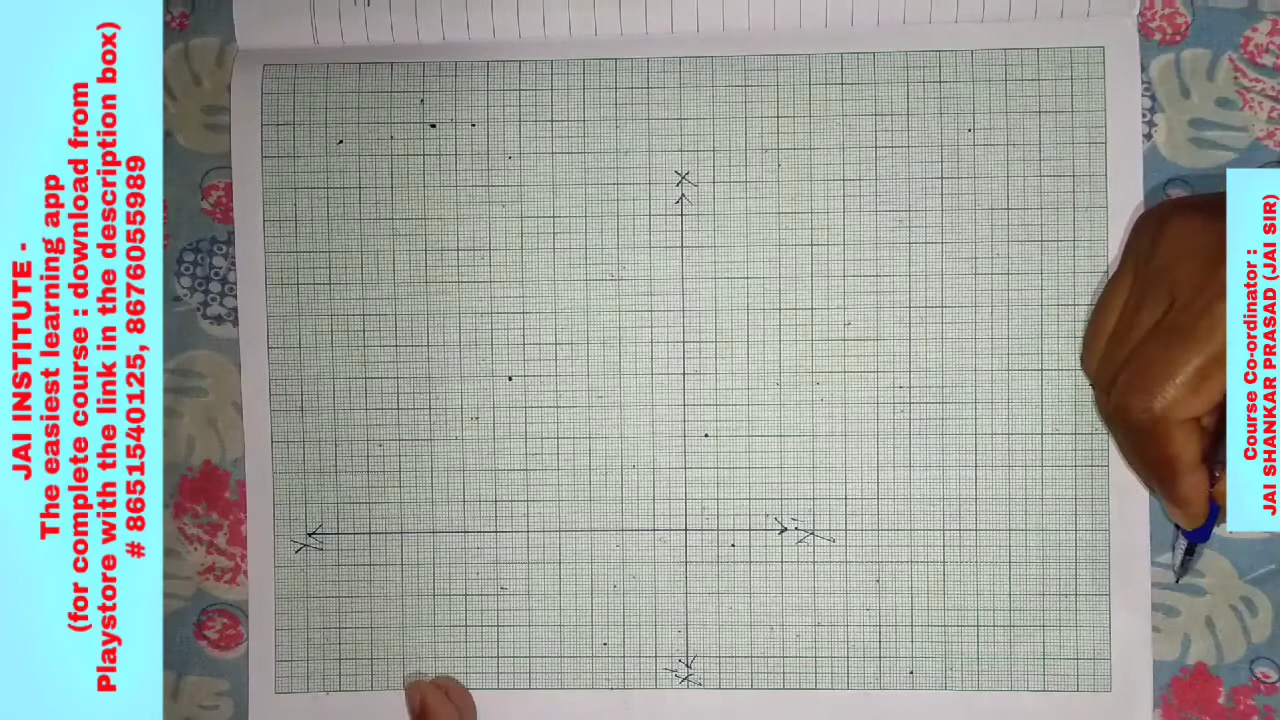 JAI INSTITUTE -
The easiest learning app
(for complete course : download from
Playstore with the link in the description box)
# 8651540125, 8676055989
X
Y
Y'
X'
Course Co-ordinator :
JAI SHANKAR PRASAD (JAI SIR)